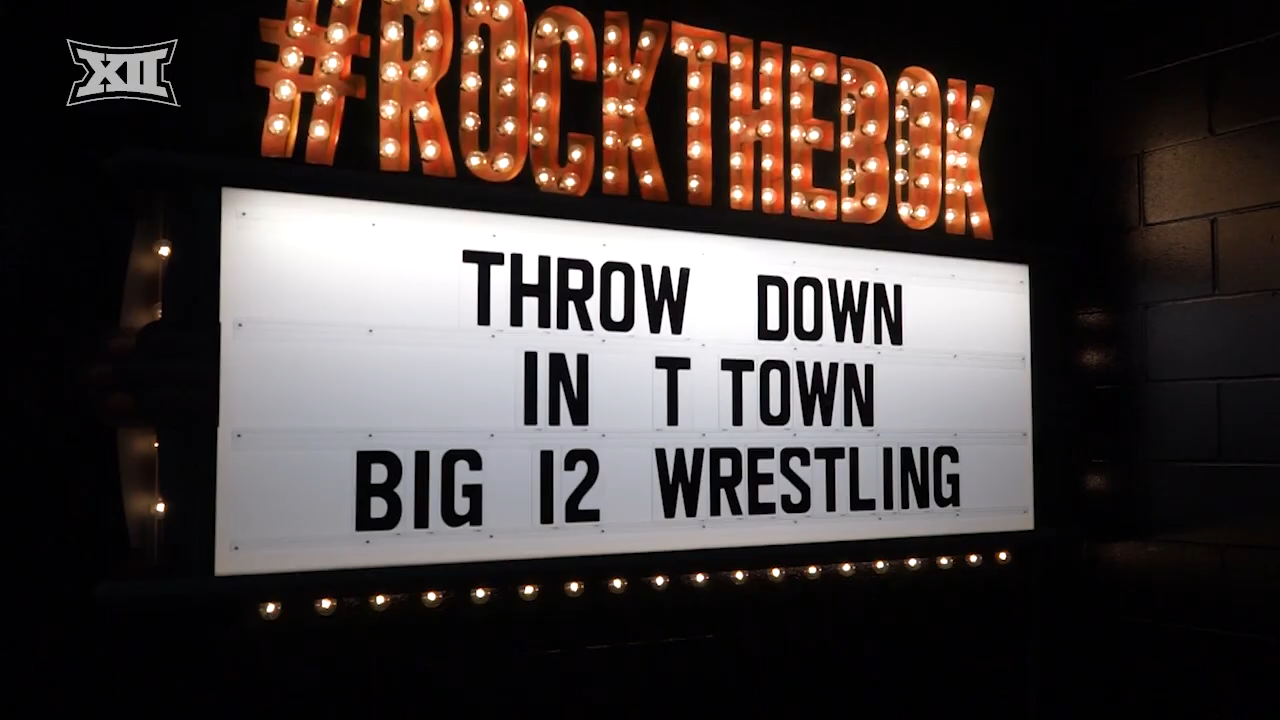 XII
#ROCKTHEBOK
THROW DOWN
IN T TOWN
BIG 12 WRESTLING